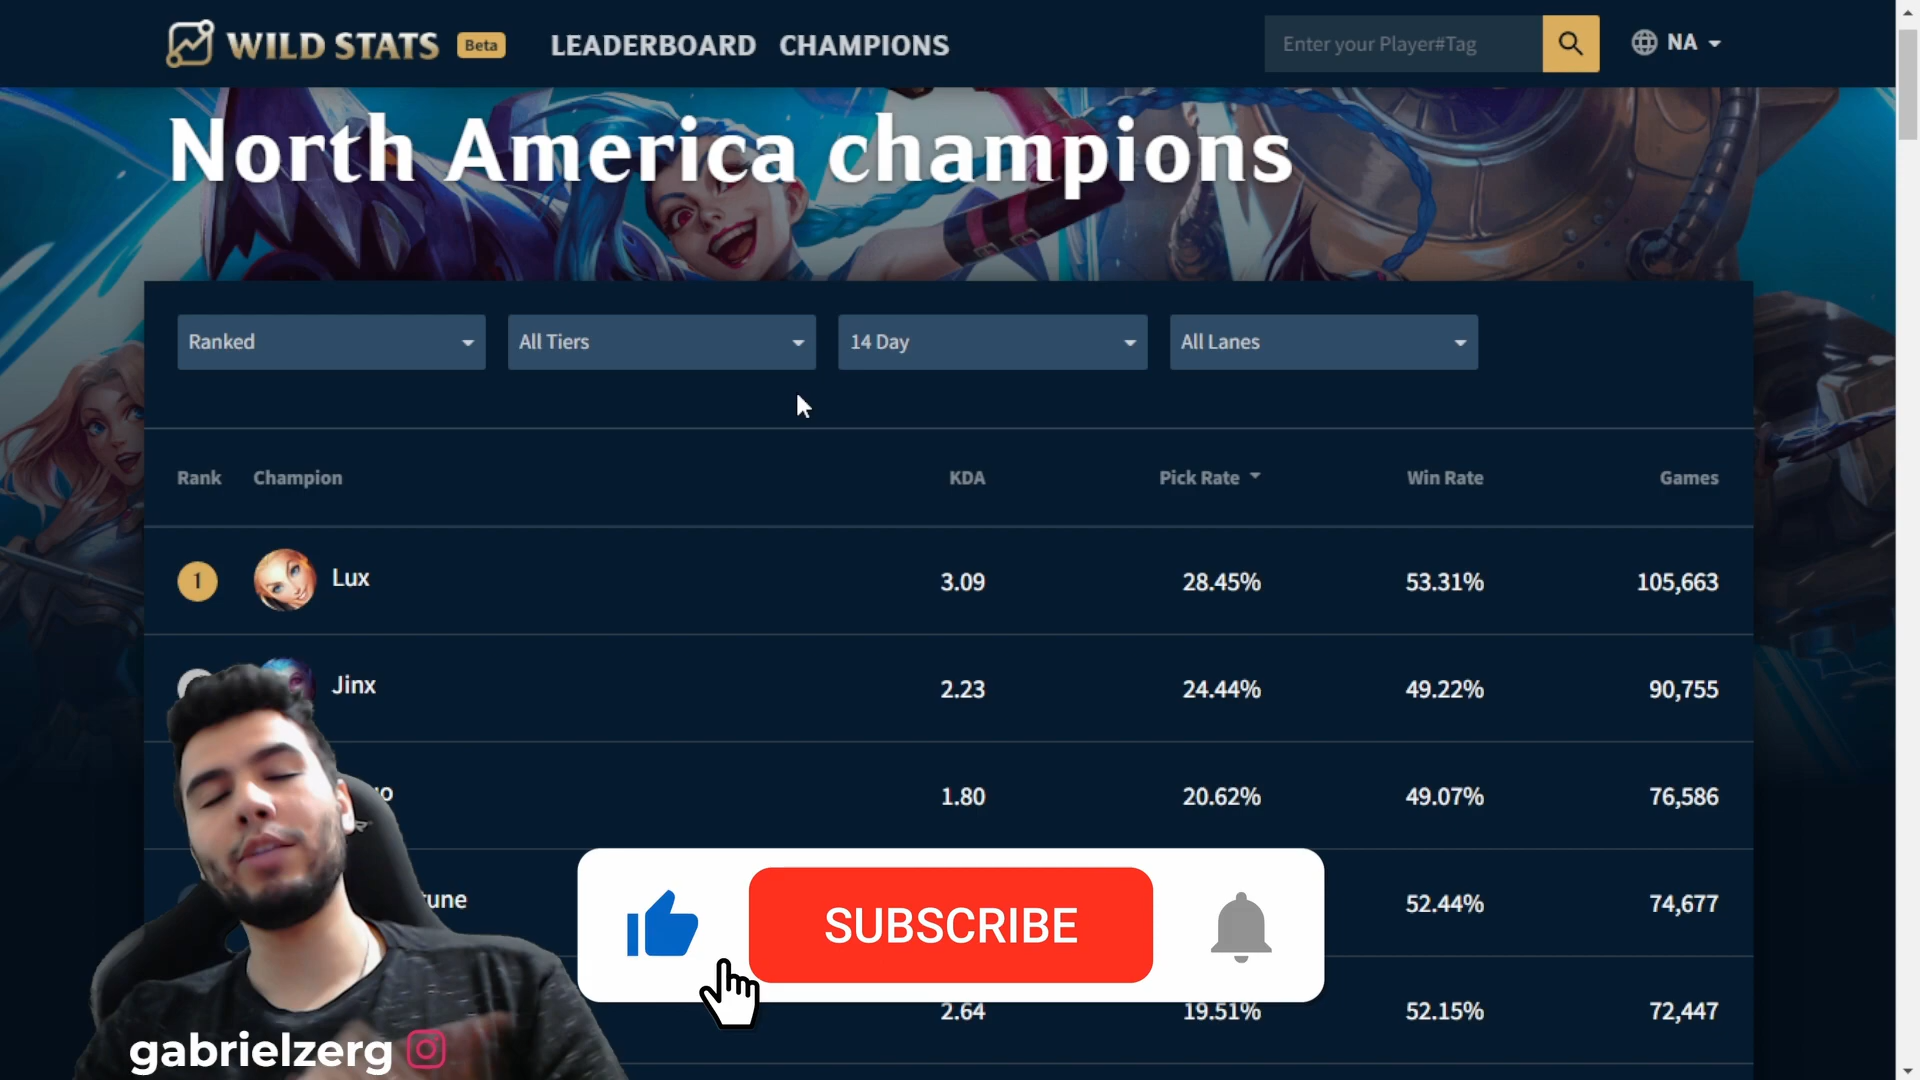 WILD STATS Beta LEADERBOARD CHAMPIONS Enter your Player#Tag NA
North America champions
Ranked All Tiers 14 Day All Lanes
Rank Champion KDA Pick Rate Win Rate Games
1 Lux 3.09 28.45% 53.31% 105,663
Jinx 2.23 24.44% 49.22% 90,755
1.80 20.62% 49.07% 76,586
52.44% 74,677
SUBSCRIBE
2.64 19.51% 52.15% 72,447
gabrielzerg